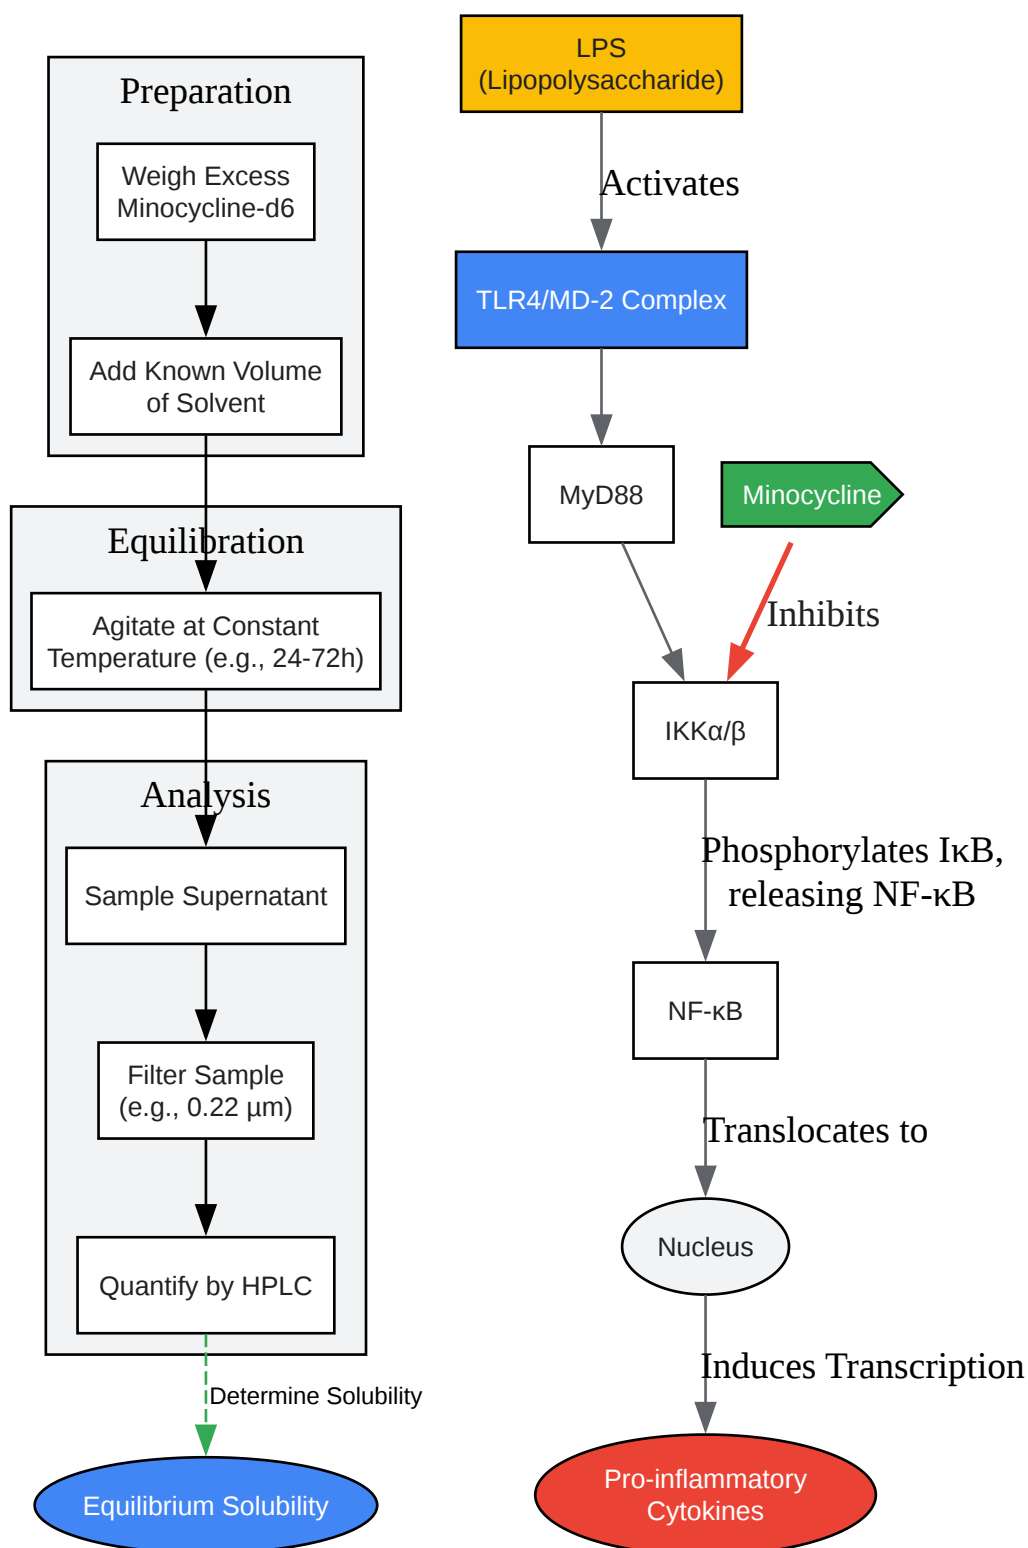 Preparation
Weigh Excess
Minocycline-d6
Add Known Volume
of Solvent
Equilibration
Agitate at Constant
Temperature (e.g., 24-72h)
Analysis
Sample Supernatant
Filter Sample
(e.g., 0.22 µm)
Quantify by HPLC
Determine Solubility
Equilibrium Solubility
LPS
(Lipopolysaccharide)
Activates
TLR4/MD-2 Complex
MyD88
Minocycline
Inhibits
IKKα/β
Phosphorylates IκB,
releasing NF-κB
NF-κB
Translocates to
Nucleus
Induces Transcription
Pro-inflammatory
Cytokines